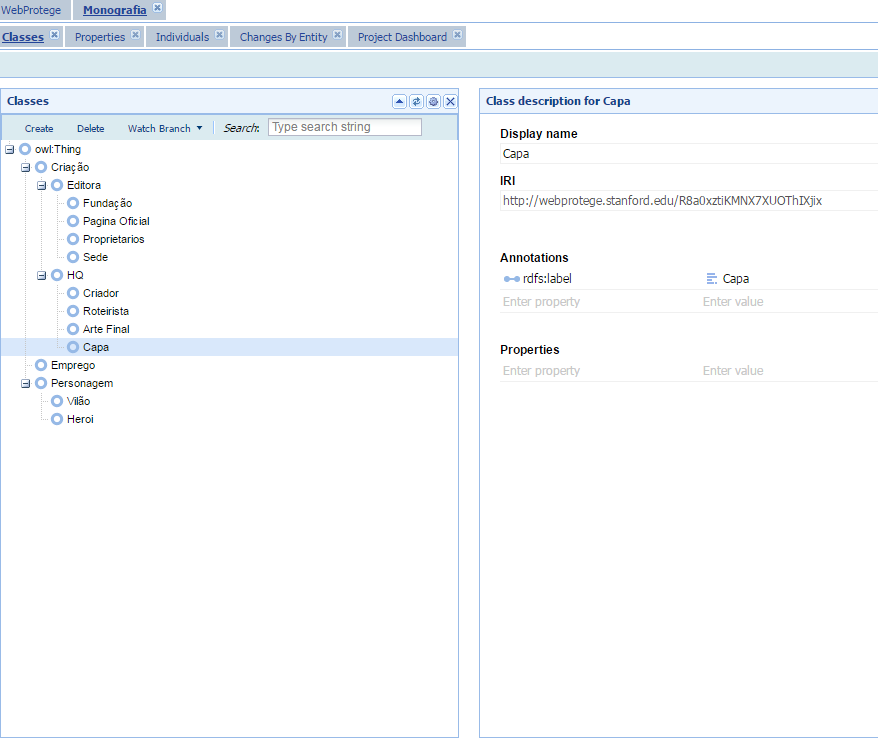 WebProtege Monografia
Classes Properties Individuals Changes By Entity Project Dashboard
Classes
Create Delete Watch Branch Search: Type search string
owl:Thing
Criação
Editora
Fundação
Pagina Oficial
Proprietarios
Sede
HQ
Criador
Roteirista
Arte Final
Capa
Emprego
Personagem
Vilão
Heroi
Class description for Capa
Display name
Capa
IRI
http://webprotege.stanford.edu/R8a0xztiKMNX7XUOThIXjix
Annotations
rdfs:label Capa
Enter property Enter value
Properties
Enter property Enter value